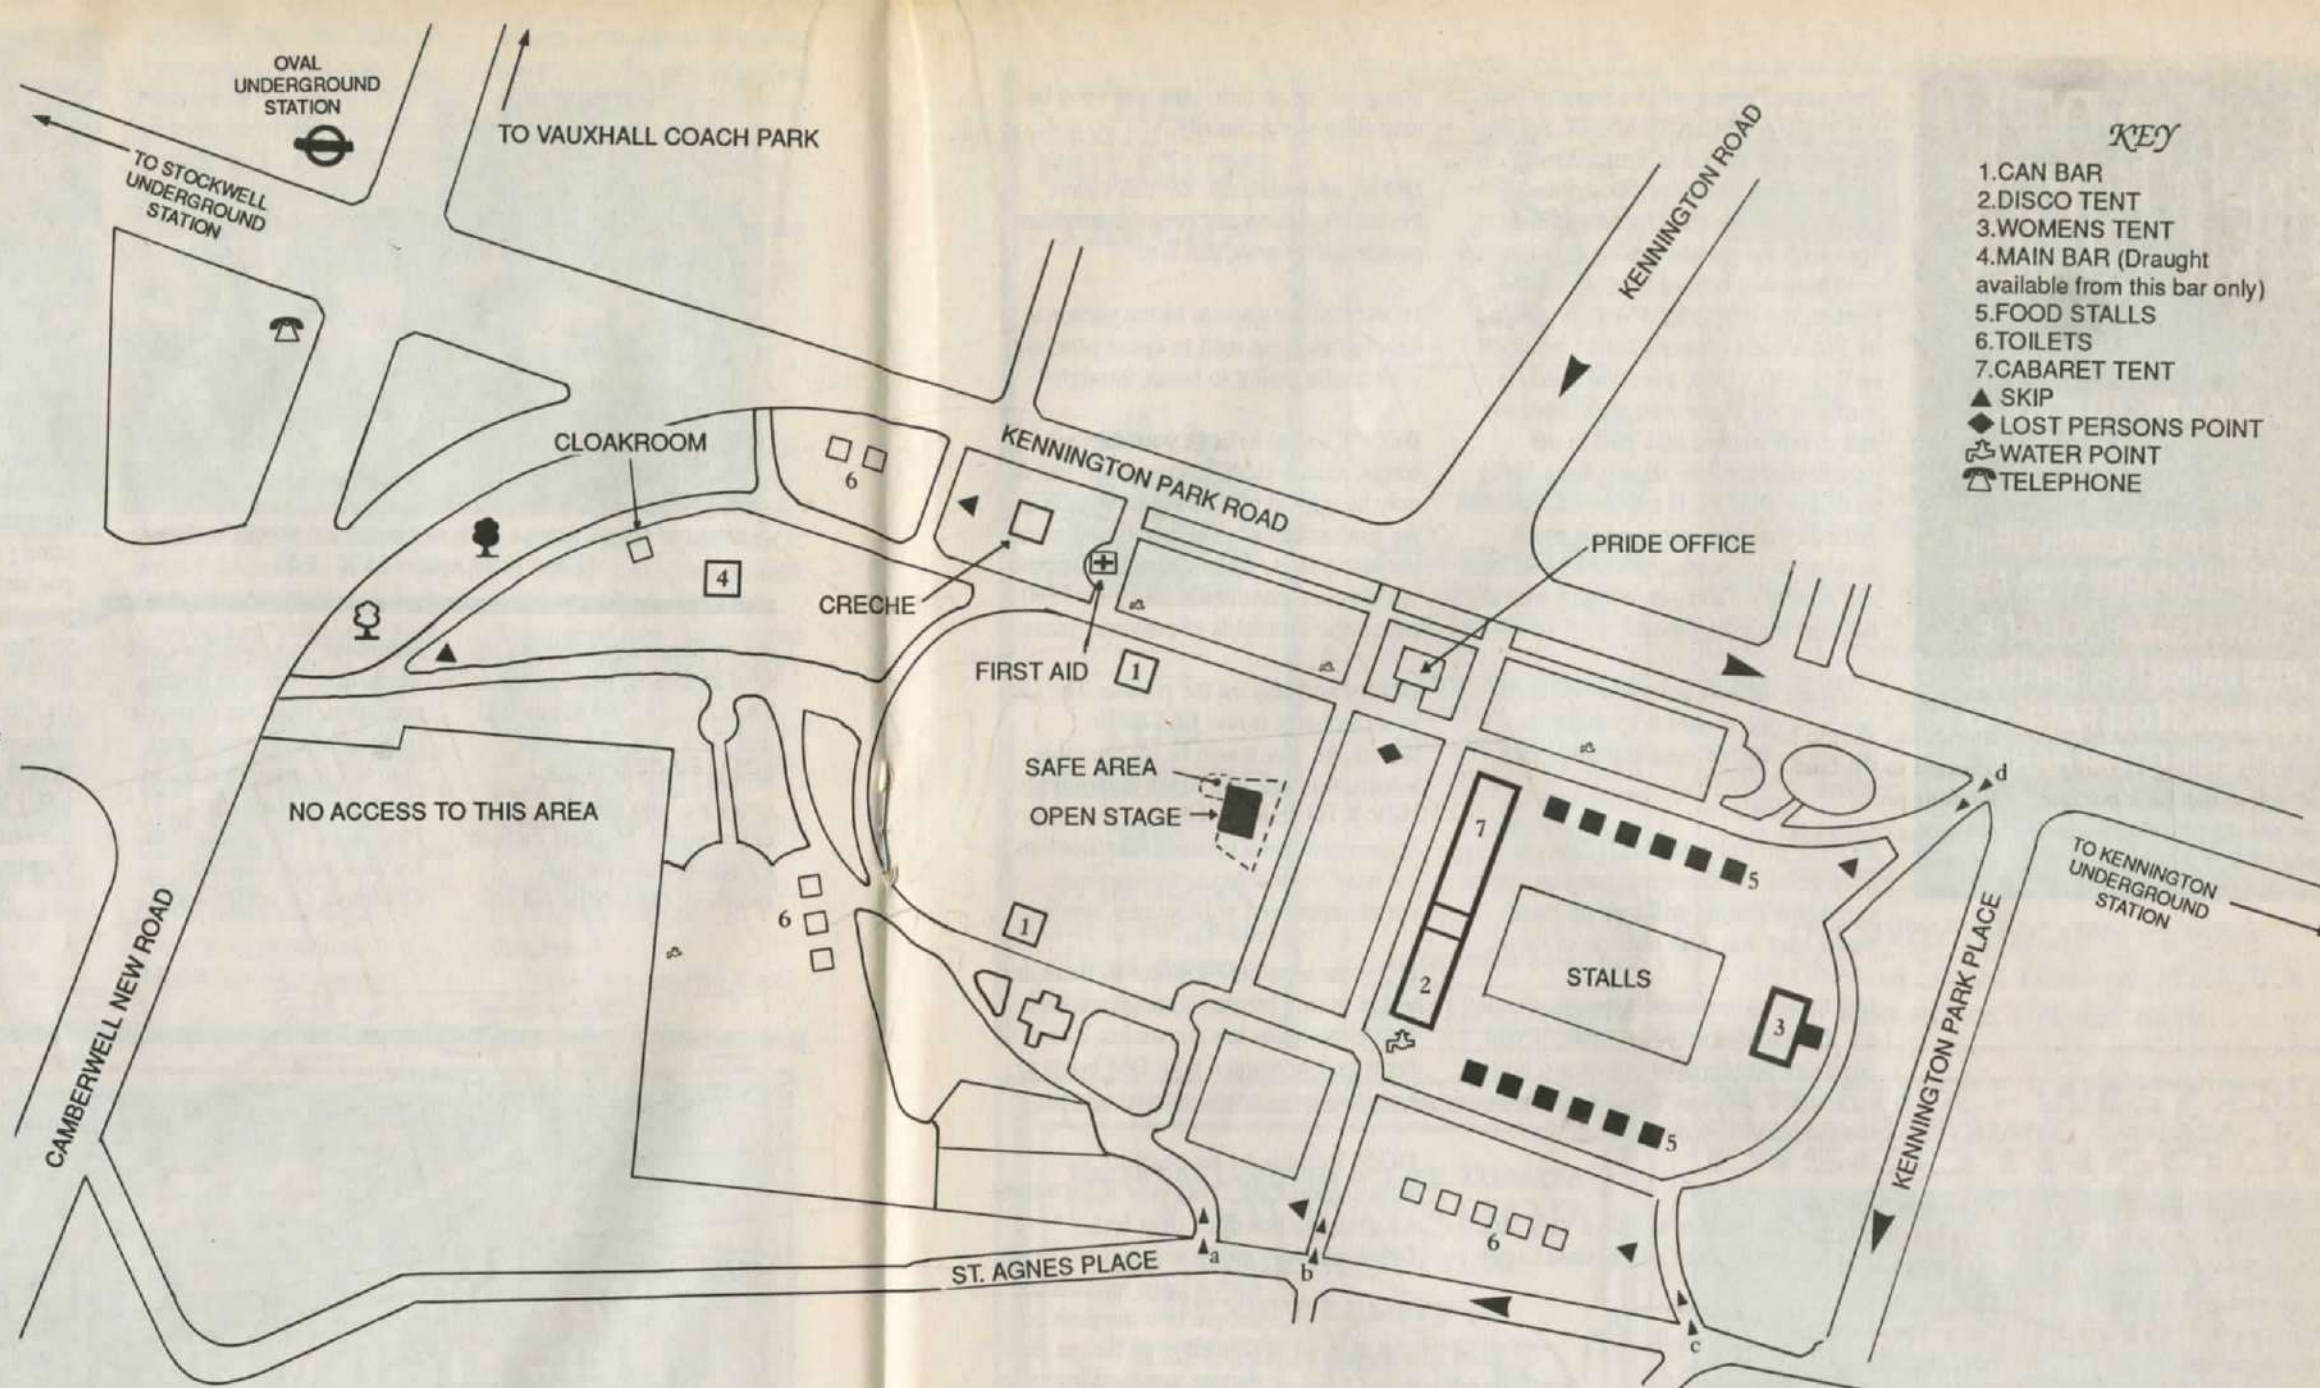 OVAL
UNDERGROUND
STATION
TO VAUXHALL COACH PARK
TO STOCKWELL
UNDERGROUND
STATION
KENNINGTON ROAD
KEY
1.CAN BAR
2.DISCO TENT
3.WOMENS TENT
4.MAIN BAR (Draught
available from this bar only)
5.FOOD STALLS
6.TOILETS
7.CABARET TENT
SKIP
LOST PERSONS POINT
WATER POINT
TELEPHONE
CLOAKROOM
6
KENNINGTON PARK ROAD
PRIDE OFFICE
4
CRECHE
FIRST AID
1
SAFE AREA
OPEN STAGE
d
NO ACCESS TO THIS AREA
7
5
TO KENNINGTON
UNDERGROUND
STATION
6
1
2
STALLS
3
KENNINGTON PARK PLACE
CAMBERWELL NEW ROAD
5
6
ST. AGNES PLACE
a
b
c